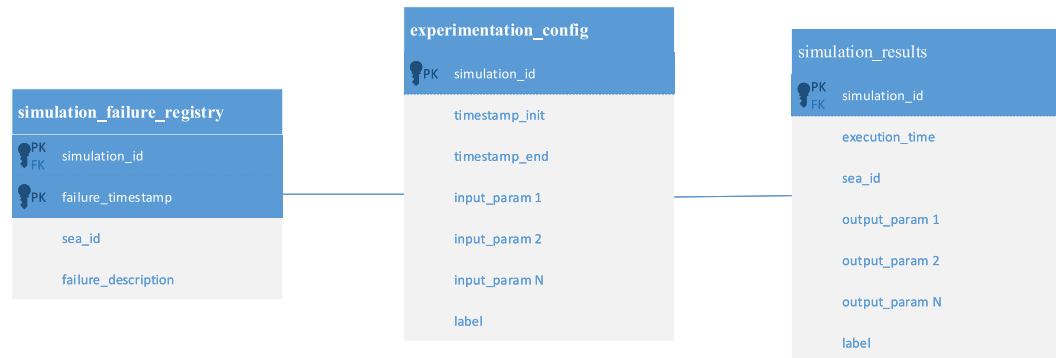 simulation_failure_registry
PK
FK
simulation_id
PK
failure_timestamp
sea_id
failure_description
experimentation_config
PK
simulation_id
timestamp_init
timestamp_end
input_param 1
input_param 2
input_param N
label
simulation_results
PK
FK
simulation_id
execution_time
sea_id
output_param 1
output_param 2
output_param N
label